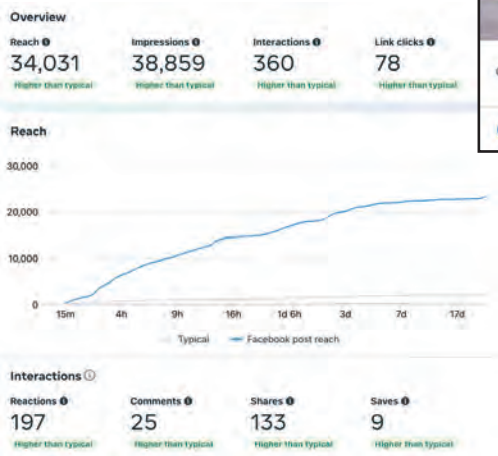 Overview
Reach Impressions Interactions Link clicks
34,031 38,859 360 78
Higher than typical Higher than typical Higher than typical Higher than typical
Reach
30,000
20,000
10,000
0
15m 4h 9h 16h 1d 6h 3d 7d 17d
Typical Facebook post reach
Interactions
Reactions Comments Shares Saves
197 25 133 9
Higher than typical Higher than typical Higher than typical Higher than typical